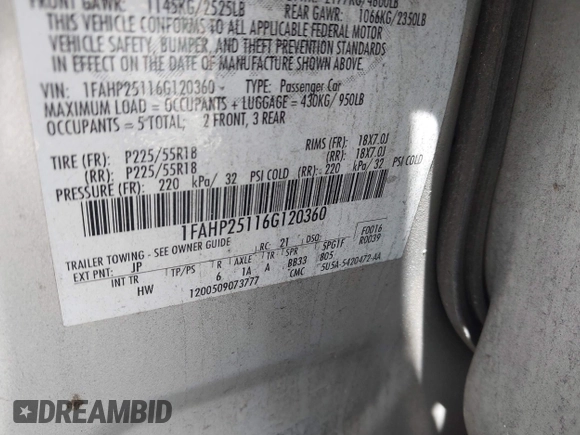 FRONT GAWR: 1145KG/2525LB
REAR GAWR: 1066KG/2350LB
THIS VEHICLE CONFORMS TO ALL APPLICABLE FEDERAL MOTOR
VEHICLE SAFETY, BUMPER, AND THEFT PREVENTION STANDARDS
IN EFFECT ON THE DATE OF MANUFACTURE SHOWN ABOVE.
VIN: 1FAHP25116G120360 - TYPE: Passenger Car
MAXIMUM LOAD = OCCUPANTS + LUGGAGE = 430KG/ 950LB
OCCUPANTS = 5 TOTAL, 2 FRONT, 3 REAR
TIRE (FR): P225/55R18 RIMS (FR): 18X7.0J
(RR): P225/55R18 (RR): 18X7.0J
PRESSURE (FR): 220 kPa/ 32 PSI COLD (RR): 220 kPa/ 32 PSI COLD
1FAHP25116G120360
TRAILER TOWING - SEE OWNER GUIDE RC: 21 DSO: F0016
R0039
EXT PNT: JP TP/PS R AXLE TR SPR SPG1F
INT TR 6 1A A BB33 B05
HW 1200509073777 CMC 5U5A-5420472-AA
DREAMBID